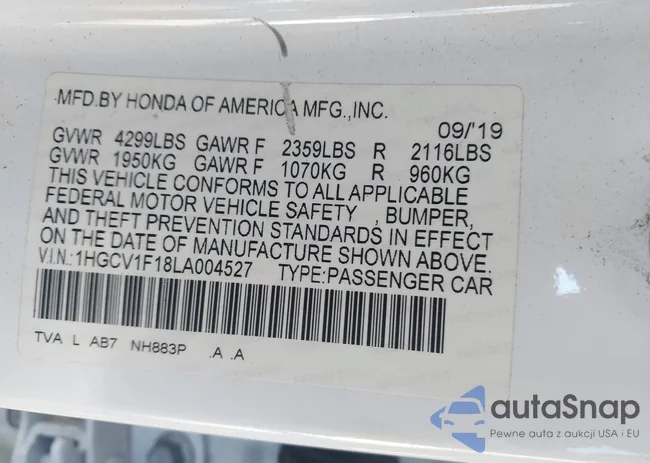 MFD.BY HONDA OF AMERICA MFG.,INC.
09/'19
GVWR 4299LBS GAWR F 2359LBS R 2116LBS
GVWR 1950KG GAWR F 1070KG R 960KG
THIS VEHICLE CONFORMS TO ALL APPLICABLE
FEDERAL MOTOR VEHICLE SAFETY , BUMPER,
AND THEFT PREVENTION STANDARDS IN EFFECT
ON THE DATE OF MANUFACTURE SHOWN ABOVE.
V.I.N.:1HGCV1F18LA004527 TYPE:PASSENGER CAR
TVA L AB7 NH883P .A .A
autaSnap
Pewne auta z aukcji USA i EU